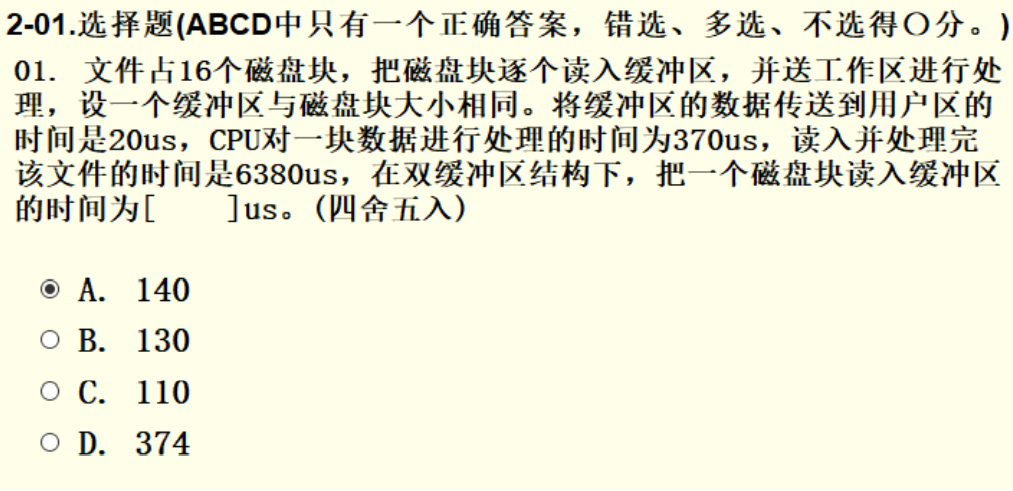 2-01.选择题(ABCD中只有一个正确答案，错选、多选、不选得〇分。)
01. 文件占16个磁盘块，把磁盘块逐个读入缓冲区，并送工作区进行处
理，设一个缓冲区与磁盘块大小相同。将缓冲区的数据传送到用户区的
时间是20us，CPU对一块数据进行处理的时间为370us，读入并处理完
该文件的时间是6380us，在双缓冲区结构下，把一个磁盘块读入缓冲区
的时间为[ ]us。(四舍五入)
A. 140
B. 130
C. 110
D. 374